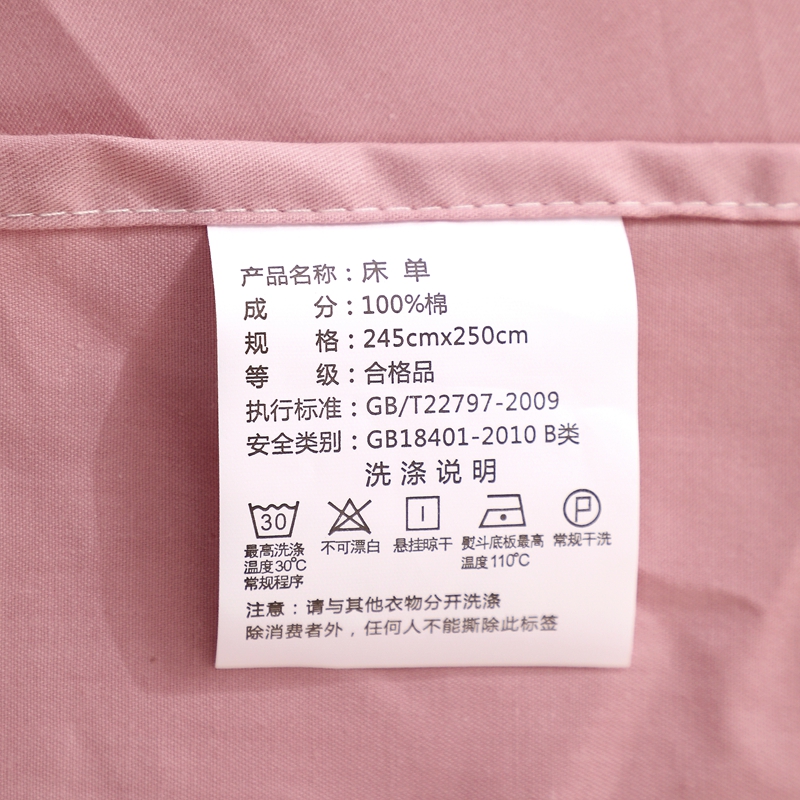 产品名称：床 单
成 分：100%棉
规 格：245cmx250cm
等 级：合格品
执行标准：GB/T22797-2009
安全类别：GB18401-2010 B类
洗涤说明
30 P
最高洗涤温度30°C常规程序 不可漂白 悬挂晾干 熨斗底板最高温度110°C 常规干洗
注意：请与其他衣物分开洗涤
除消费者外，任何人不能撕除此标签